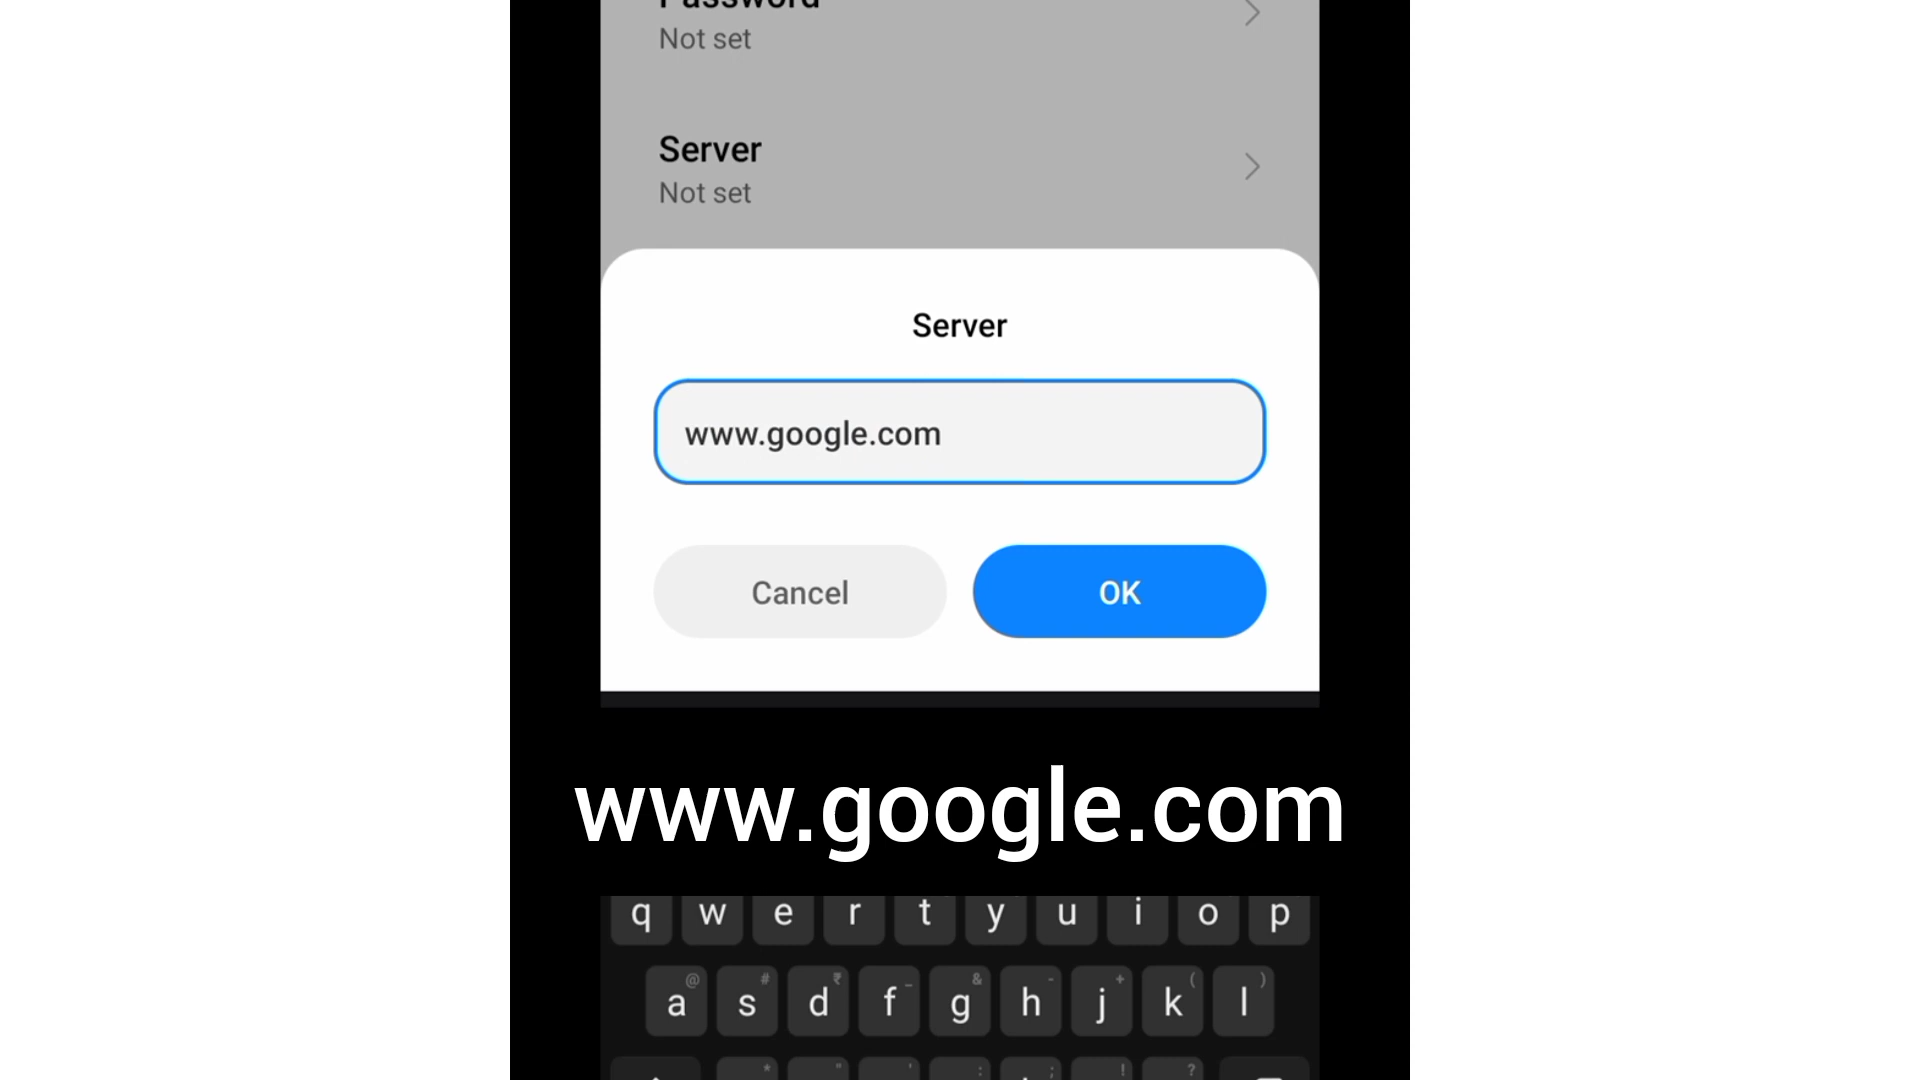 Password
Not set
Server
Not set
Server
www.google.com
Cancel
OK
www.google.com
q w e r t y u i o p
@ # ₹ _ & - + ( )
a s d f g h j k l
* " ' : ; ! ?